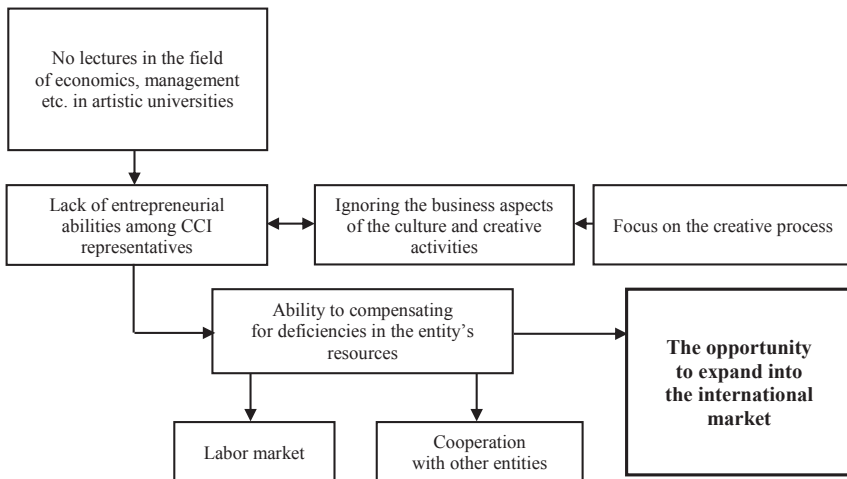 No lectures in the field
of economics, management
etc. in artistic universities
Lack of entrepreneurial
abilities among CCI
representatives
Ignoring the business aspects
of the culture and creative
activities
Focus on the creative process
Ability to compensating
for deficiencies in the entity’s
resources
The opportunity
to expand into
the international
market
Labor market
Cooperation
with other entities